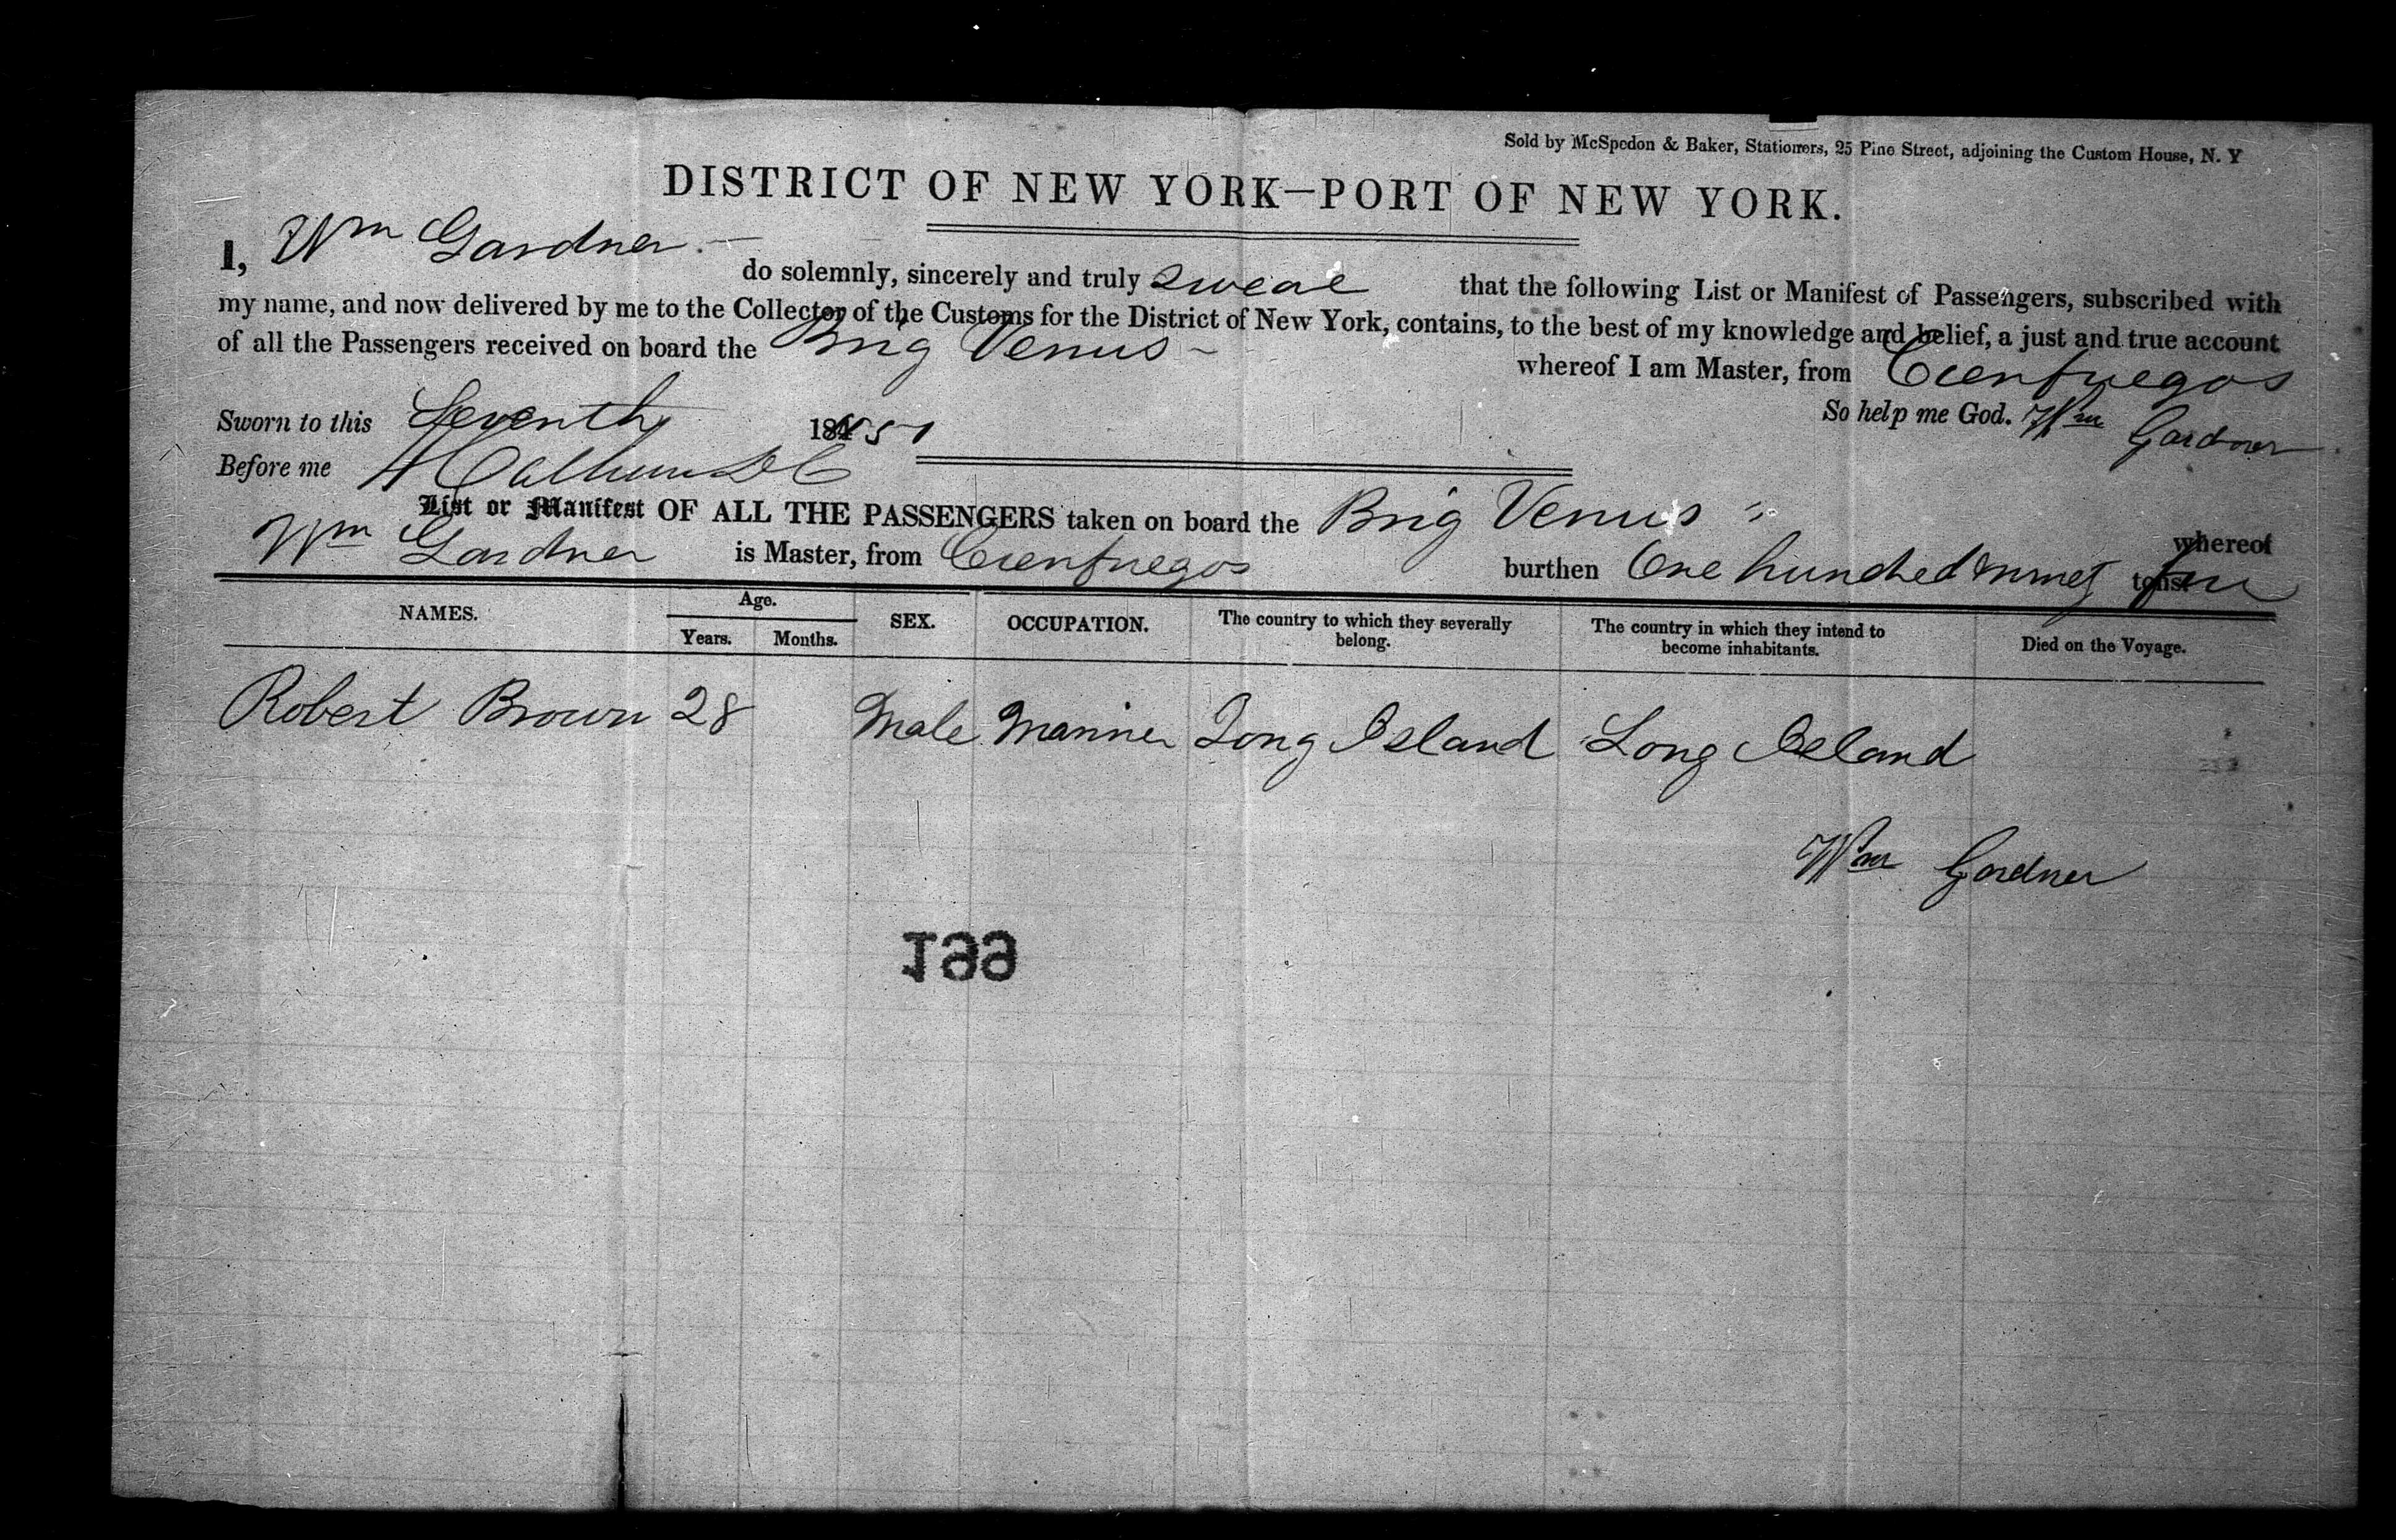 Sold by McSpedon & Baker, Stationers, 25 Pine Street, adjoining the Custom House, N. Y
DISTRICT OF NEW YORK—PORT OF NEW YORK.
I, Wm Gardner. — do solemnly, sincerely and truly swear that the following List or Manifest of Passengers, subscribed with
my name, and now delivered by me to the Collector of the Customs for the District of New York, contains, to the best of my knowledge and belief, a just and true account
of all the Passengers received on board the Brig Venus – whereof I am Master, from Cienfuegos
So help me God. Wm Gardner
Sworn to this Seventh 1851
Before me Calhoun
List or Manifest OF ALL THE PASSENGERS taken on board the Brig Venus whereof
Wm Gardner is Master, from Cienfuegos burthen One hundred & ninety tons
NAMES. Age. SEX. OCCUPATION. The country to which they severally belong. The country in which they intend to become inhabitants. Died on the Voyage.
Years. Months.
Robert Brown 28 Male Mariner Long Island Long Island
Wm Gardner
199